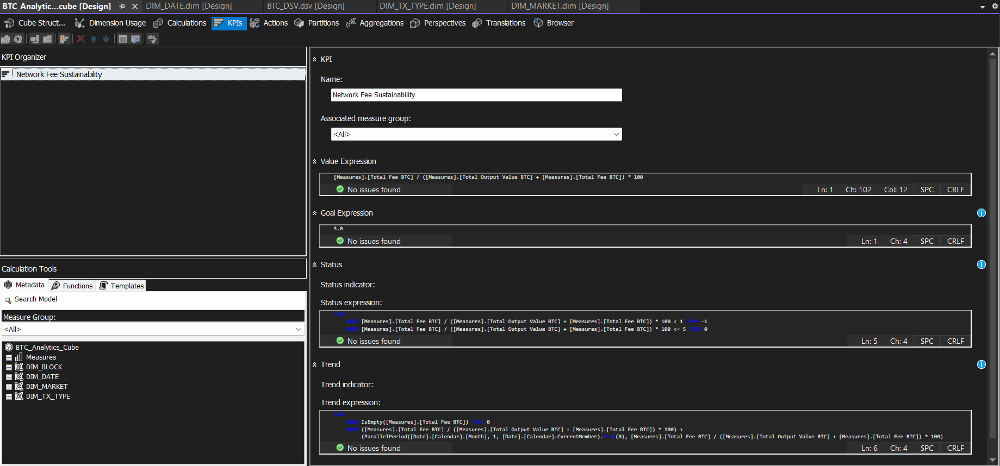 BTC_Analytic...cube [Design]
DIM_DATE.dim [Design]
BTC_DSV.dsv [Design]
DIM_TX_TYPE.dim [Design]
DIM_MARKET.dim [Design]
Cube Struct...
Dimension Usage
Calculations
KPIs
Actions
Partitions
Aggregations
Perspectives
Translations
Browser
KPI Organizer
Network Fee Sustainability
Calculation Tools
Metadata
Functions
Templates
Search Model
Measure Group:
<All>
BTC_Analytics_Cube
Measures
DIM_BLOCK
DIM_DATE
DIM_MARKET
DIM_TX_TYPE
KPI
Name:
Network Fee Sustainability
Associated measure group:
<All>
Value Expression
[Measures].[Total Fee BTC] / ([Measures].[Total Output Value BTC] + [Measures].[Total Fee BTC]) * 100
No issues found
Ln: 1 Ch: 102 Col: 12 SPC CRLF
Goal Expression
5.0
No issues found
Ln: 1 Ch: 4 SPC CRLF
Status
Status indicator:
Status expression:
WHEN [Measures].[Total Fee BTC] / ([Measures].[Total Output Value BTC] + [Measures].[Total Fee BTC]) * 100 < 1 THEN -1
WHEN [Measures].[Total Fee BTC] / ([Measures].[Total Output Value BTC] + [Measures].[Total Fee BTC]) * 100 <= 5 THEN 0
No issues found
Ln: 5 Ch: 4 SPC CRLF
Trend
Trend indicator:
Trend expression:
WHEN IsEmpty([Measures].[Total Fee BTC]) THEN 0
WHEN ([Measures].[Total Fee BTC] / ([Measures].[Total Output Value BTC] + [Measures].[Total Fee BTC]) * 100) >
(ParallelPeriod([Date].[Calendar].[Month], 1, [Date].[Calendar].CurrentMember).Item(0), [Measures].[Total Fee BTC] / ([Measures].[Total Output Value BTC] + [Measures].[Total Fee BTC]) * 100)
No issues found
Ln: 6 Ch: 4 SPC CRLF